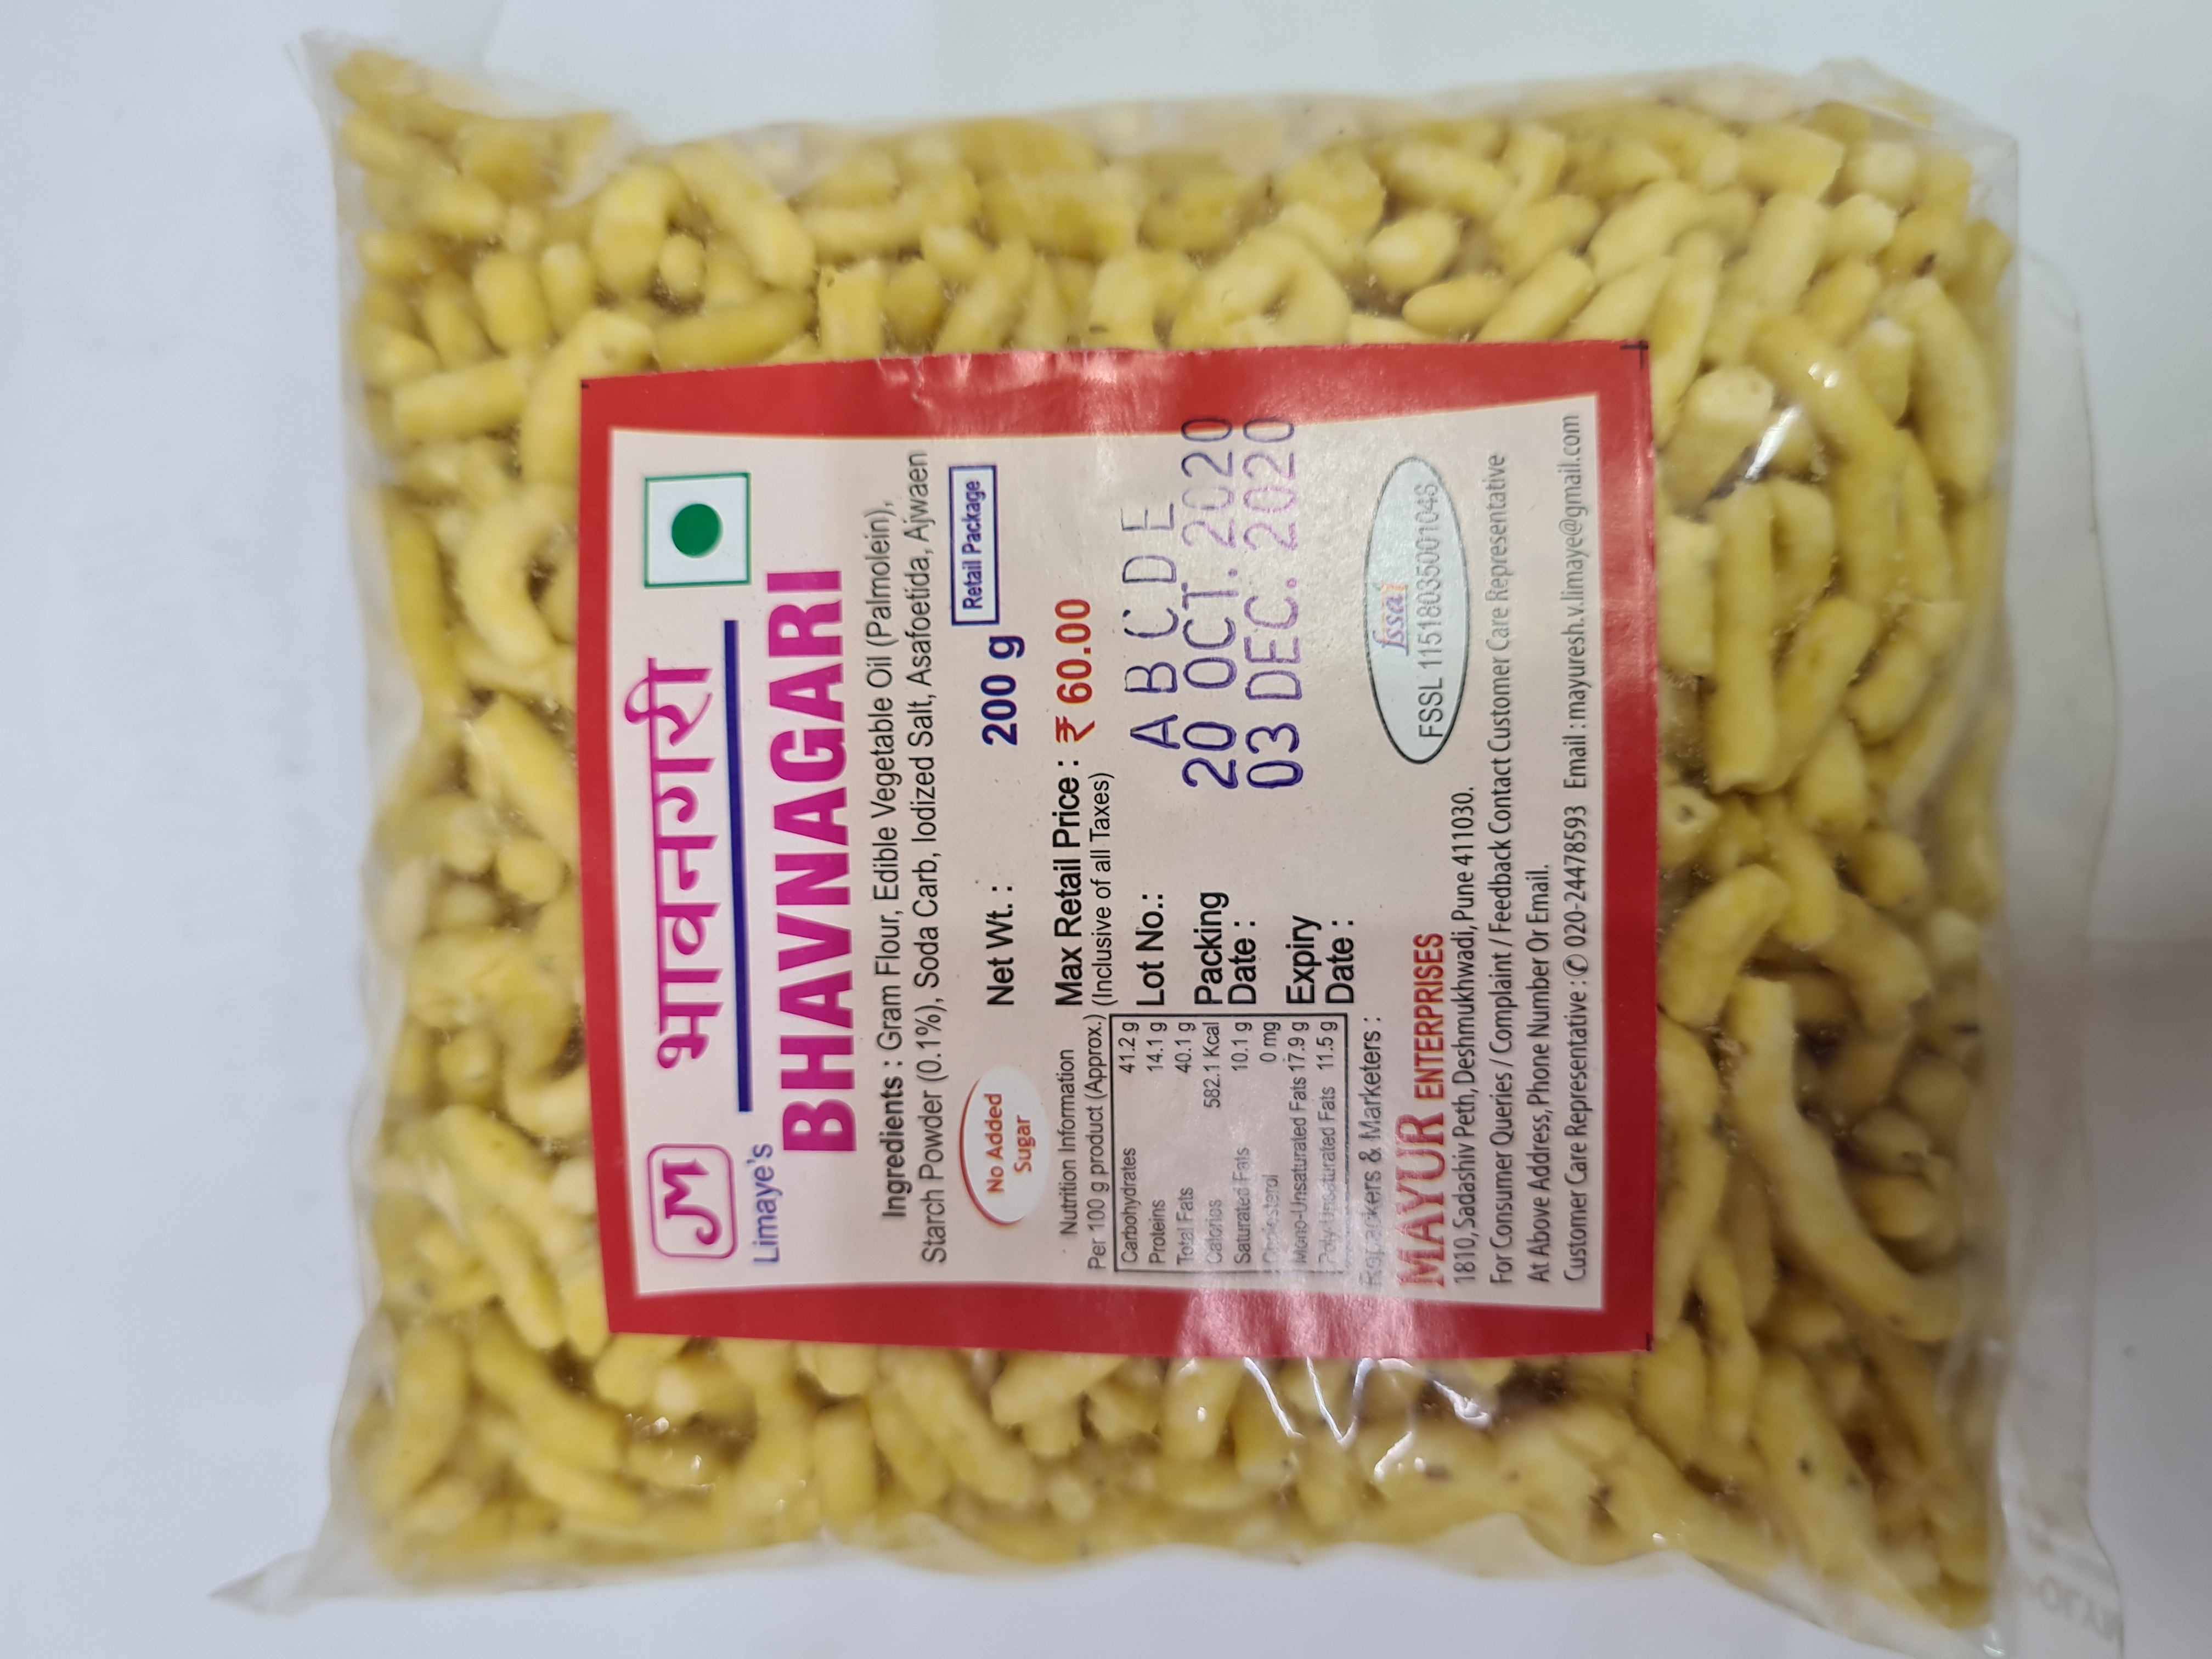 JM
भावनगरी
Limaye's
BHAVNAGARI
Ingredients : Gram Flour, Edible Vegetable Oil (Palmolein),
Starch Powder (0.1%), Soda Carb, Iodized Salt, Asafoetida, Ajwaen
No Added
Sugar
Net Wt. : 200 g
Retail Package
Max Retail Price : ₹ 60.00
(Inclusive of all Taxes)
Nutrition Information
Per 100 g product (Approx.)
Carbohydrates 41.2 g
Proteins 14.1 g
Total Fats 40.1 g
Calories 582.1 Kcal
Saturated Fats 10.1 g
Cholesterol 0 mg
Mono-Unsaturated Fats 17.9 g
Poly-Unsaturated Fats 11.5 g
Lot No.: A B C D E
Packing
Date :
20 OCT. 2020
Expiry
Date :
03 DEC. 2020
Repackers & Marketers :
MAYUR ENTERPRISES
fssai
FSSL 11518035001048
1810, Sadashiv Peth, Deshmukhwadi, Pune 411030.
For Consumer Queries / Complaint / Feedback Contact Customer Care Representative
At Above Address, Phone Number Or Email.
Customer Care Representative : ✆ 020-24478593 Email : mayuresh.v.limaye@gmail.com